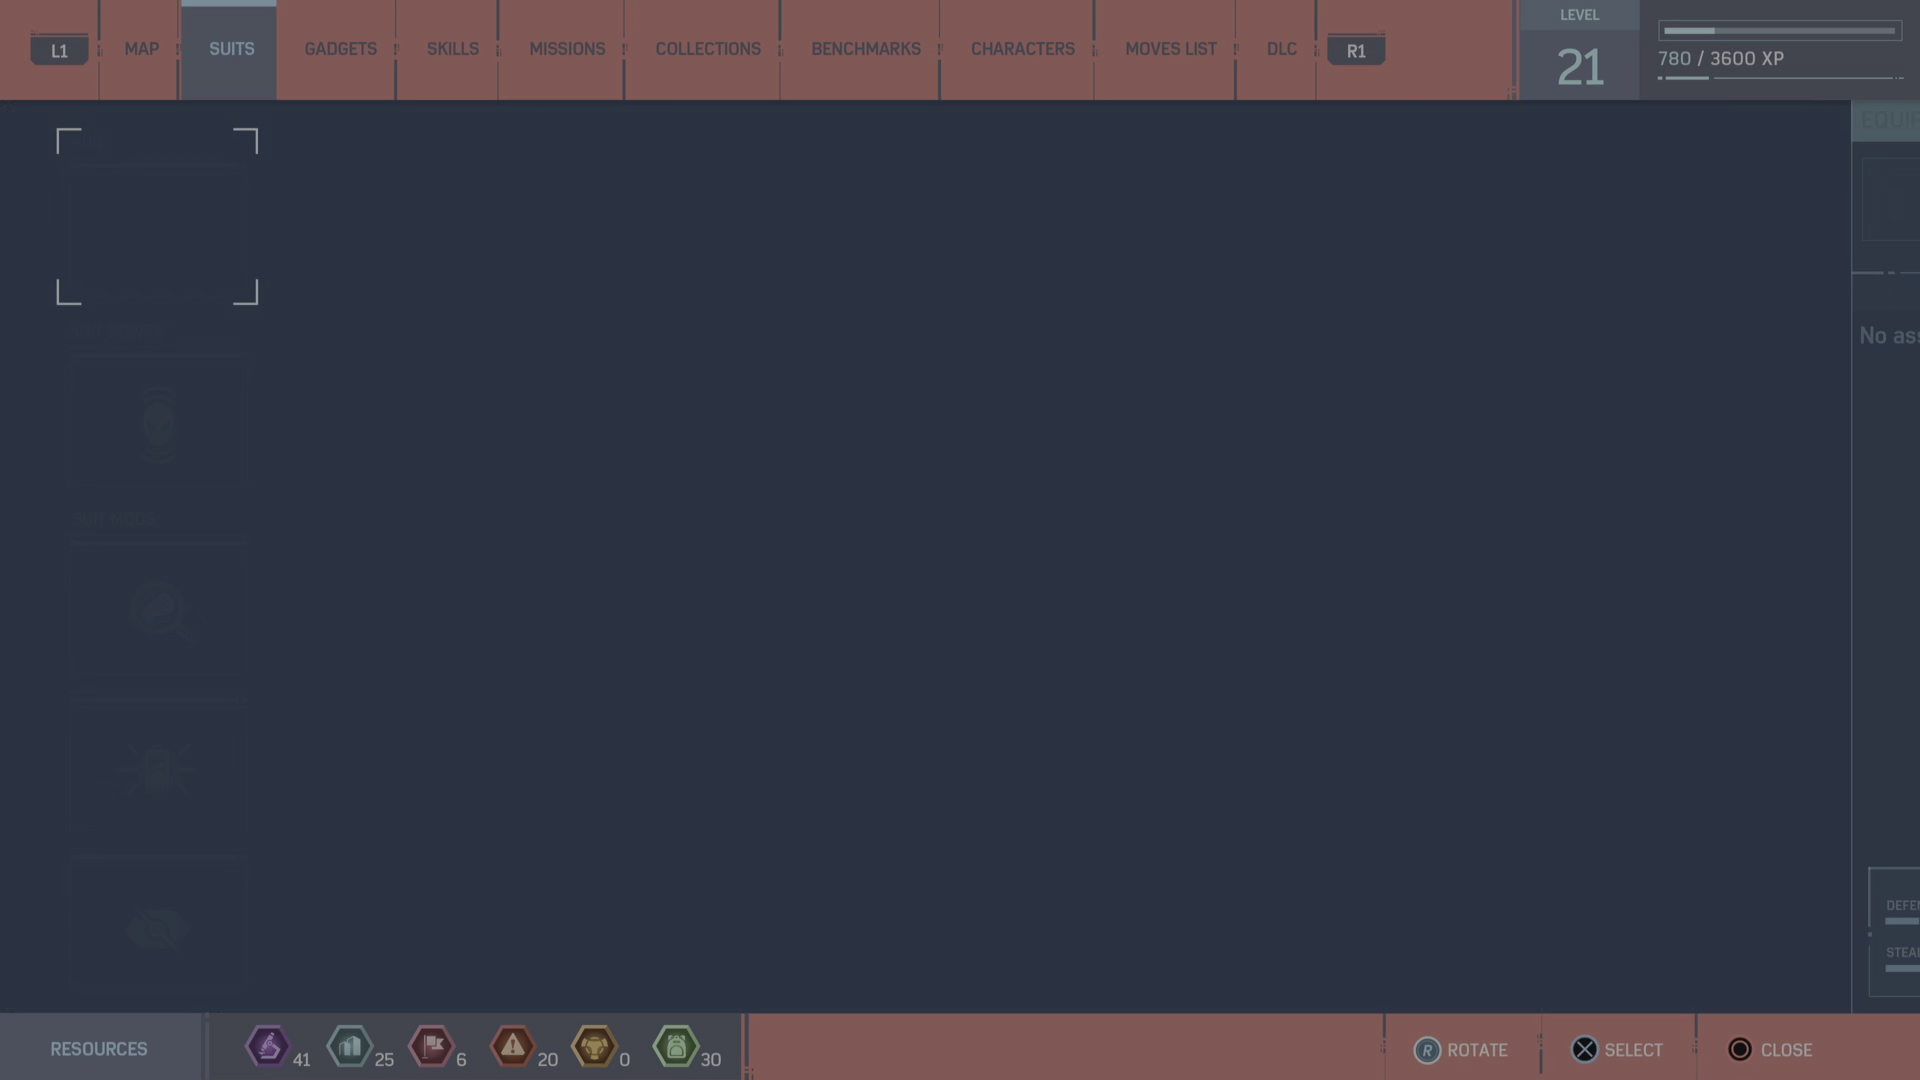 L1 MAP SUITS GADGETS SKILLS MISSIONS COLLECTIONS BENCHMARKS CHARACTERS MOVES LIST DLC R1
LEVEL
21
780 / 3600 XP
No
RESOURCES 41 25 6 20 0 30
R ROTATE SELECT CLOSE